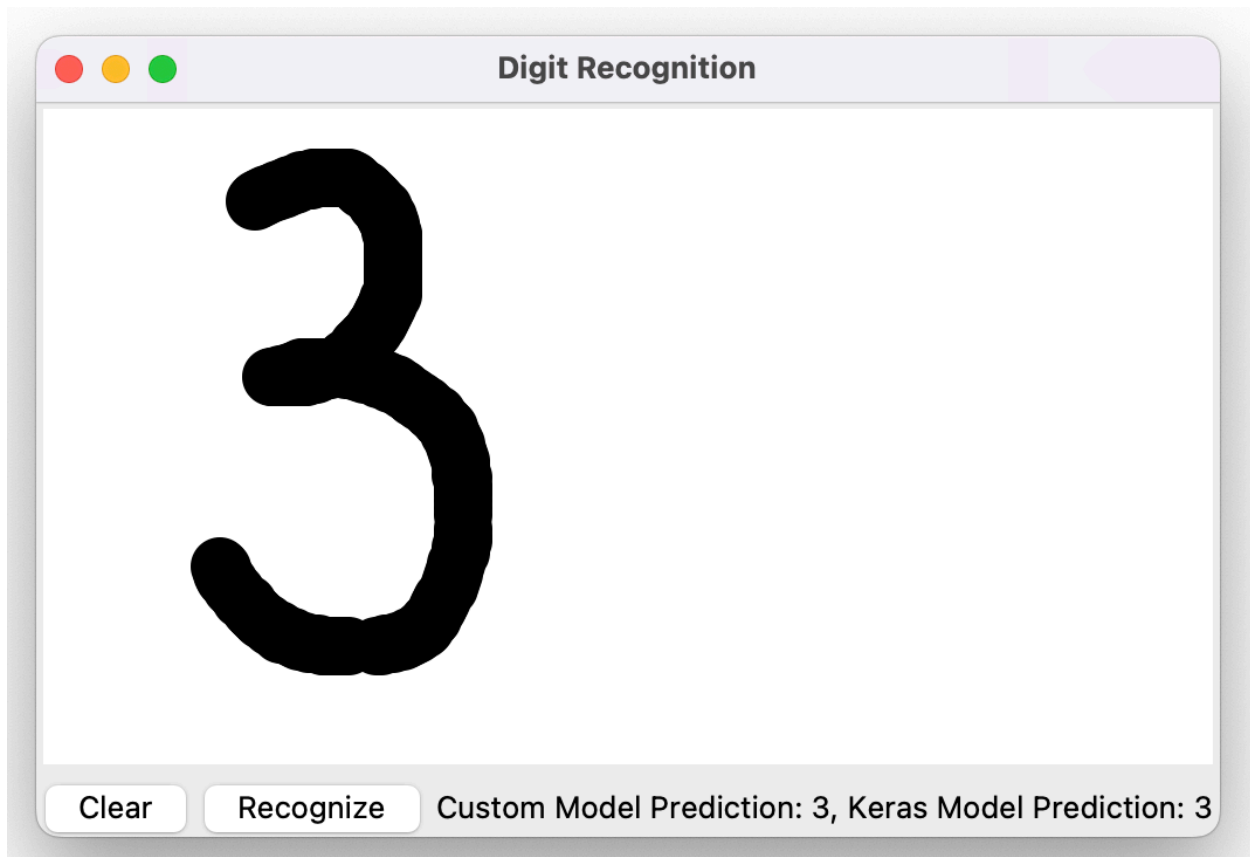 Digit Recognition
3
Clear Recognize Custom Model Prediction: 3, Keras Model Prediction: 3